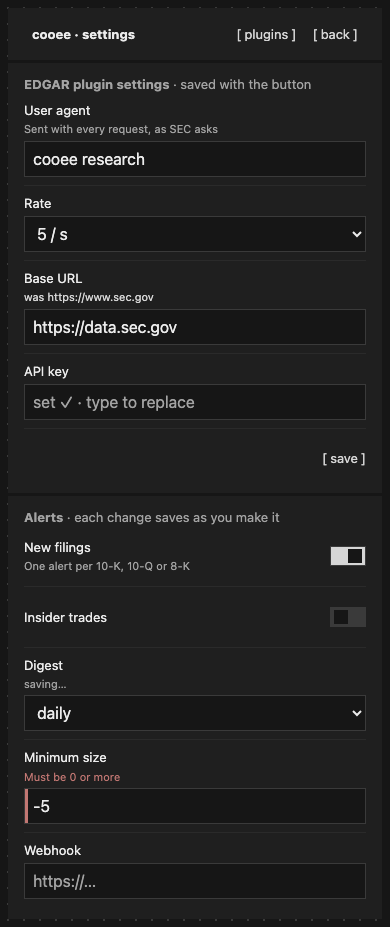 cooee · settings [ plugins ] [ back ]
EDGAR plugin settings · saved with the button
User agent
Sent with every request, as SEC asks
cooee research
Rate
5 / s
Base URL
was https://www.sec.gov
https://data.sec.gov
API key
set ✓ · type to replace
[ save ]
Alerts · each change saves as you make it
New filings
One alert per 10-K, 10-Q or 8-K
Insider trades
Digest
saving…
daily
Minimum size
Must be 0 or more
-5
Webhook
https://…